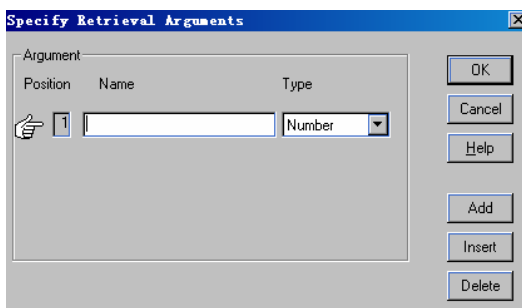 Specify Retrieval Arguments
Argument
Position Name Type
1 Number
OK
Cancel
Help
Add
Insert
Delete